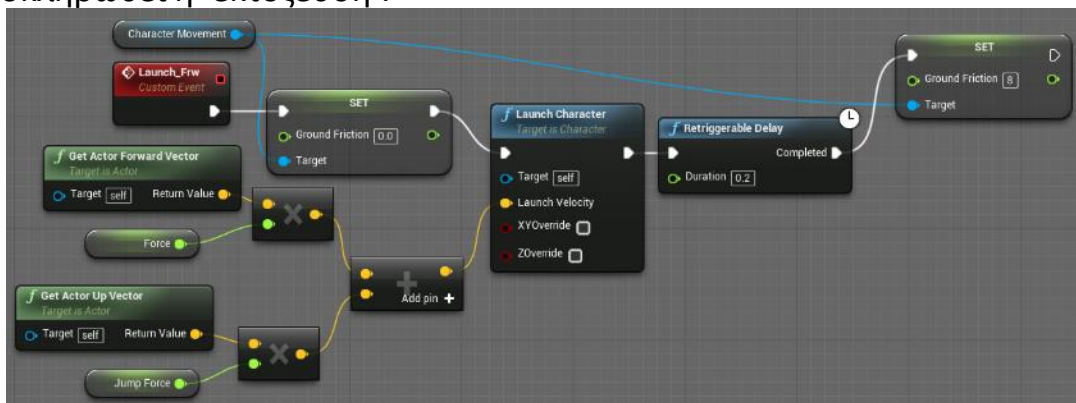 η εκτόξευση .
Character Movement
Launch_Frw
Custom Event
SET
Ground Friction 0.0
Target
f Get Actor Forward Vector
Target is Actor
Target self Return Value
Force
f Get Actor Up Vector
Target is Actor
Target self Return Value
Jump Force
Add pin +
f Launch Character
Target is Character
Target self
Launch Velocity
XYOverride
ZOverride
f Retriggerable Delay
Completed
Duration 0.2
SET
Ground Friction 8
Target